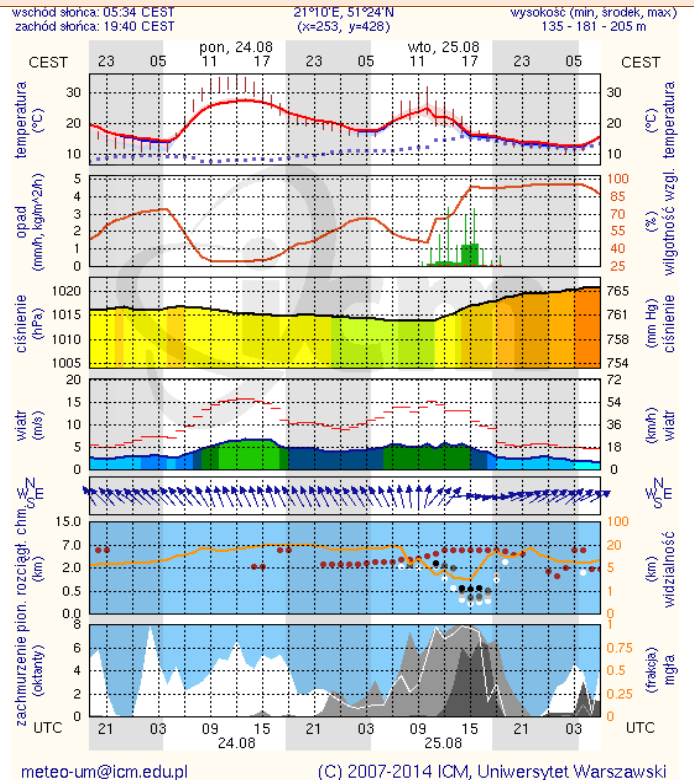 wschód słońca: 05:34 CEST 21°10'E, 51°24'N wysokość (min, środek, max)
zachód słońca: 19:40 CEST (x=253, y=428) 135 - 181 - 205 m
pon, 24.08 wto, 25.08
CEST 23 05 11 17 23 05 11 17 23 05 CEST
temperatura (°C)
30
20
10
30
20
10
temperatura (°C)
opad (mm/h, kg/m^2/h)
5
4
3
2
1
0
100
85
70
55
40
25
(%) wilgotność wzgl.
ciśnienie (hPa)
1020
1015
1010
1005
765
761
758
754
(mm Hg) ciśnienie
wiatr (m/s)
20
15
10
5
0
72
54
36
18
0
(km/h) wiatr
N
W E
S
N
W E
S
pion. rozciągł. chm. (km)
15.0
7.0
2.0
0.5
0.0
100
20
5
1
0
(km) widzialność
zachmurzenie (oktanty)
8
6
4
2
0
1
0.75
0.5
0.25
0
(frakcja) mgła
UTC 21 03 09 15 21 03 09 15 21 03 UTC
24.08 25.08
icm
meteo-um@icm.edu.pl (C) 2007-2014 ICM, Uniwersytet Warszawski